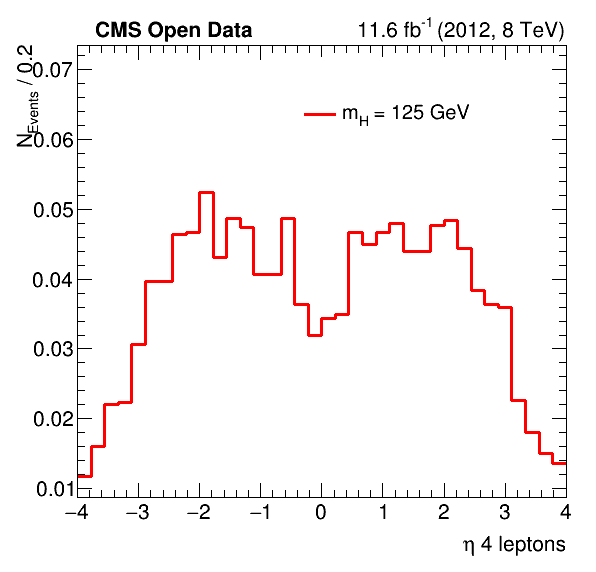 CMS Open Data 11.6 fb⁻¹ (2012, 8 TeV)
N_Events / 0.2
m_H = 125 GeV
0.07
0.06
0.05
0.04
0.03
0.02
0.01
−4 −3 −2 −1 0 1 2 3 4
η 4 leptons